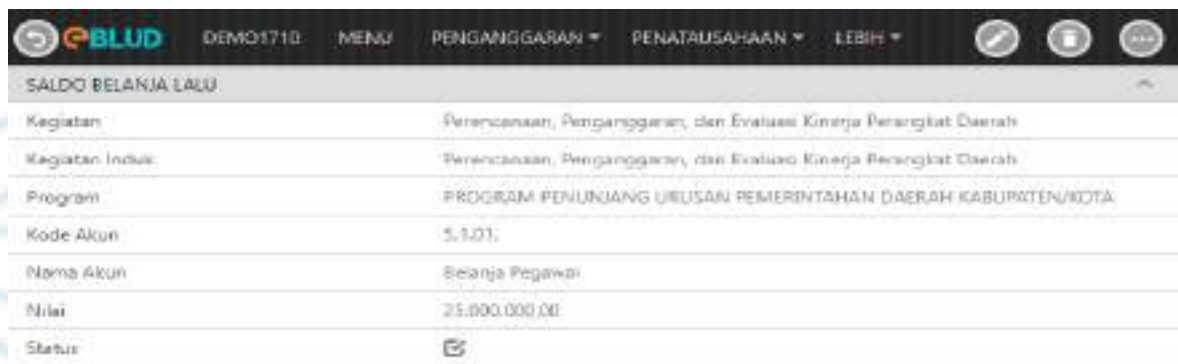 eBLUD DEMO1710 MENU PENGANGGARAN PENATAUSAHAAN LEBIH
SALDO BELANJA LALU
Kegiatan Perencanaan, Penganggaran, dan Evaluasi Kinerja Perangkat Daerah
Kegiatan Induk Perencanaan, Penganggaran, dan Evaluasi Kinerja Perangkat Daerah
Program PROGRAM PENUNJANG URUSAN PEMERINTAHAN DAERAH KABUPATEN/KOTA
Kode Akun 5.1.01.
Nama Akun Belanja Pegawai
Nilai 25.000.000,00
Status